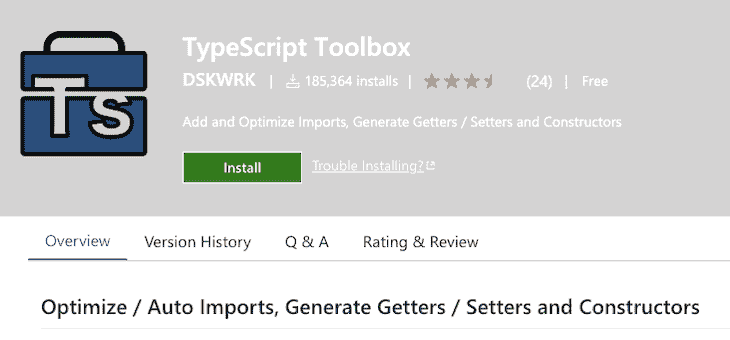 TypeScript Toolbox
DSKWRK | 185,364 installs | (24) | Free
Add and Optimize Imports, Generate Getters / Setters and Constructors
Ts
Install Trouble Installing?
Overview Version History Q & A Rating & Review
Optimize / Auto Imports, Generate Getters / Setters and Constructors